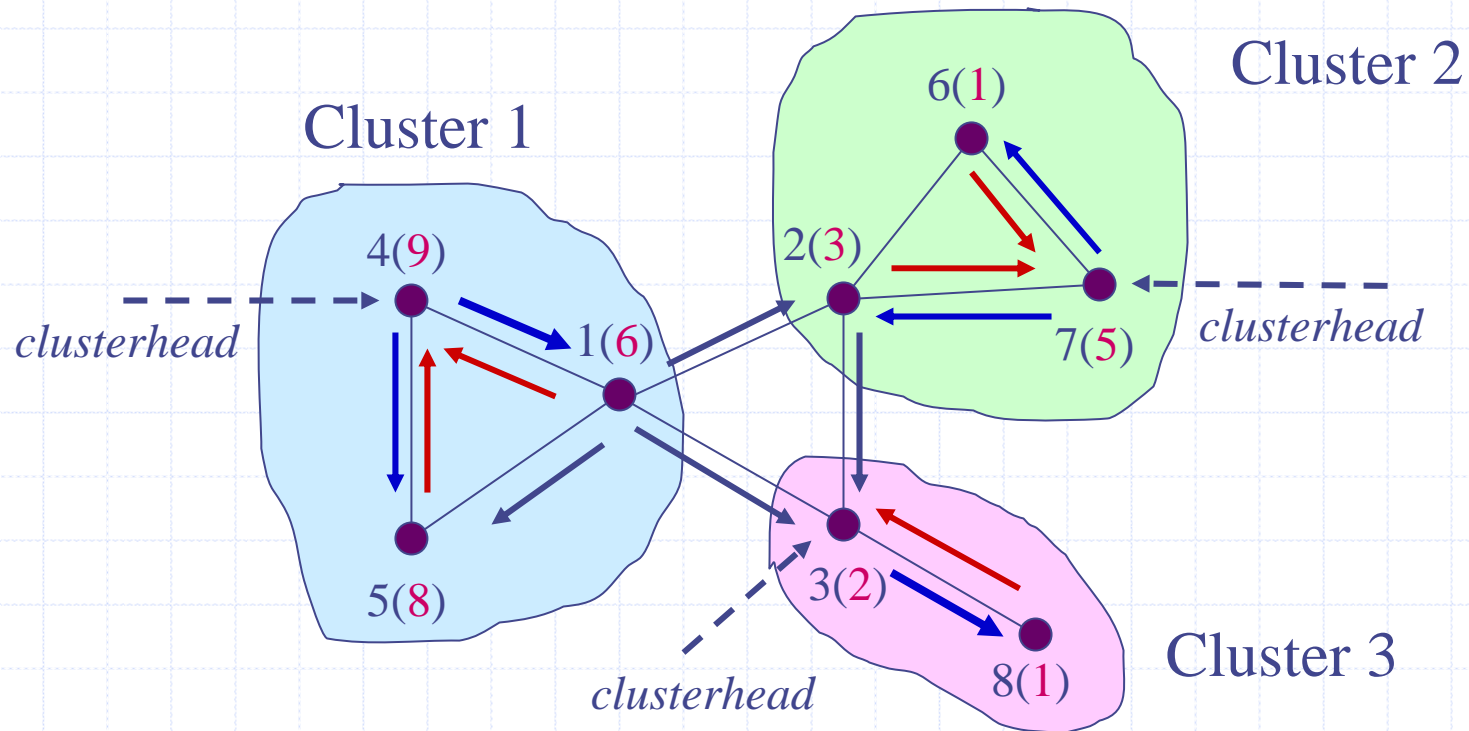 Cluster 1
Cluster 2
6(1)
4(9)
2(3)
clusterhead
1(6)
7(5)
clusterhead
5(8)
3(2)
clusterhead
8(1)
Cluster 3